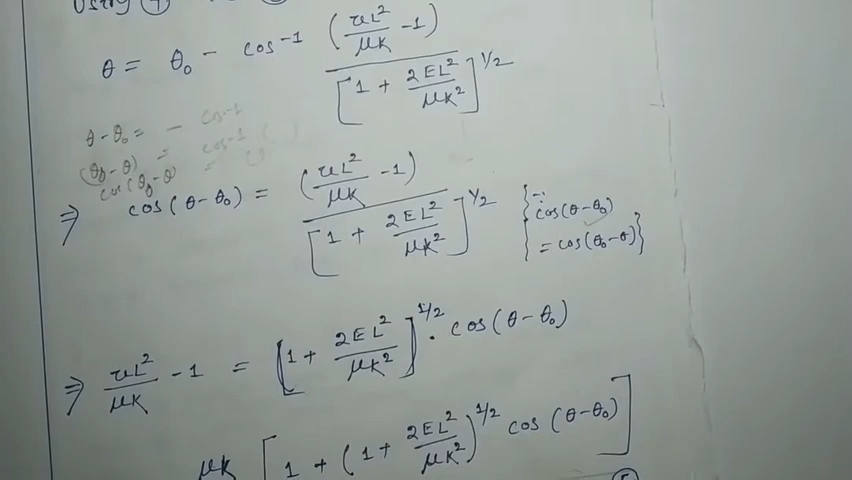 Using (4)
θ = θ₀ - cos⁻¹ (uL²/μK - 1) / [1 + 2EL²/μK²]^1/2
θ - θ₀ = - cos⁻¹
(θ₀ - θ) = cos⁻¹ ( )
cos(θ₀ - θ) = ( )
⇒ cos(θ - θ₀) = (uL²/μK - 1) / [1 + 2EL²/μK²]^1/2 {∵ cos(θ - θ₀) = cos(θ₀ - θ)}
⇒ uL²/μK - 1 = [1 + 2EL²/μK²]^1/2 . cos(θ - θ₀)
μK [1 + (1 + 2EL²/μK²)^1/2 cos(θ - θ₀)]